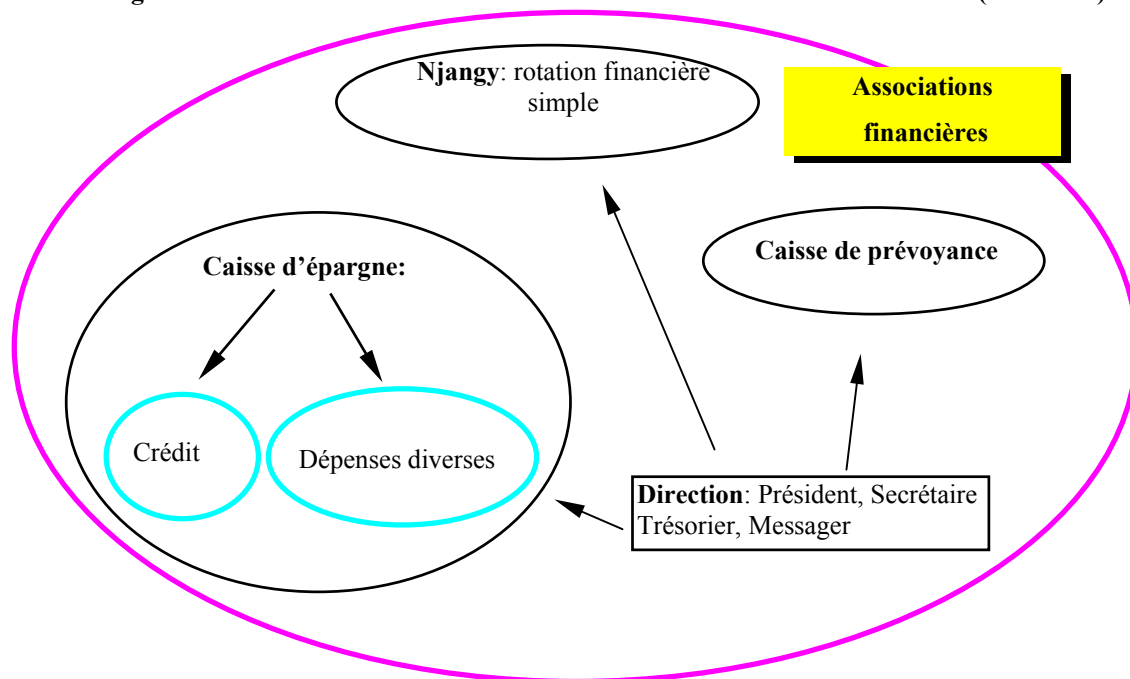 Njangy: rotation financière
simple
Associations
financières
Caisse de prévoyance
Caisse d’épargne:
Crédit
Dépenses diverses
Direction: Président, Secrétaire
Trésorier, Messager